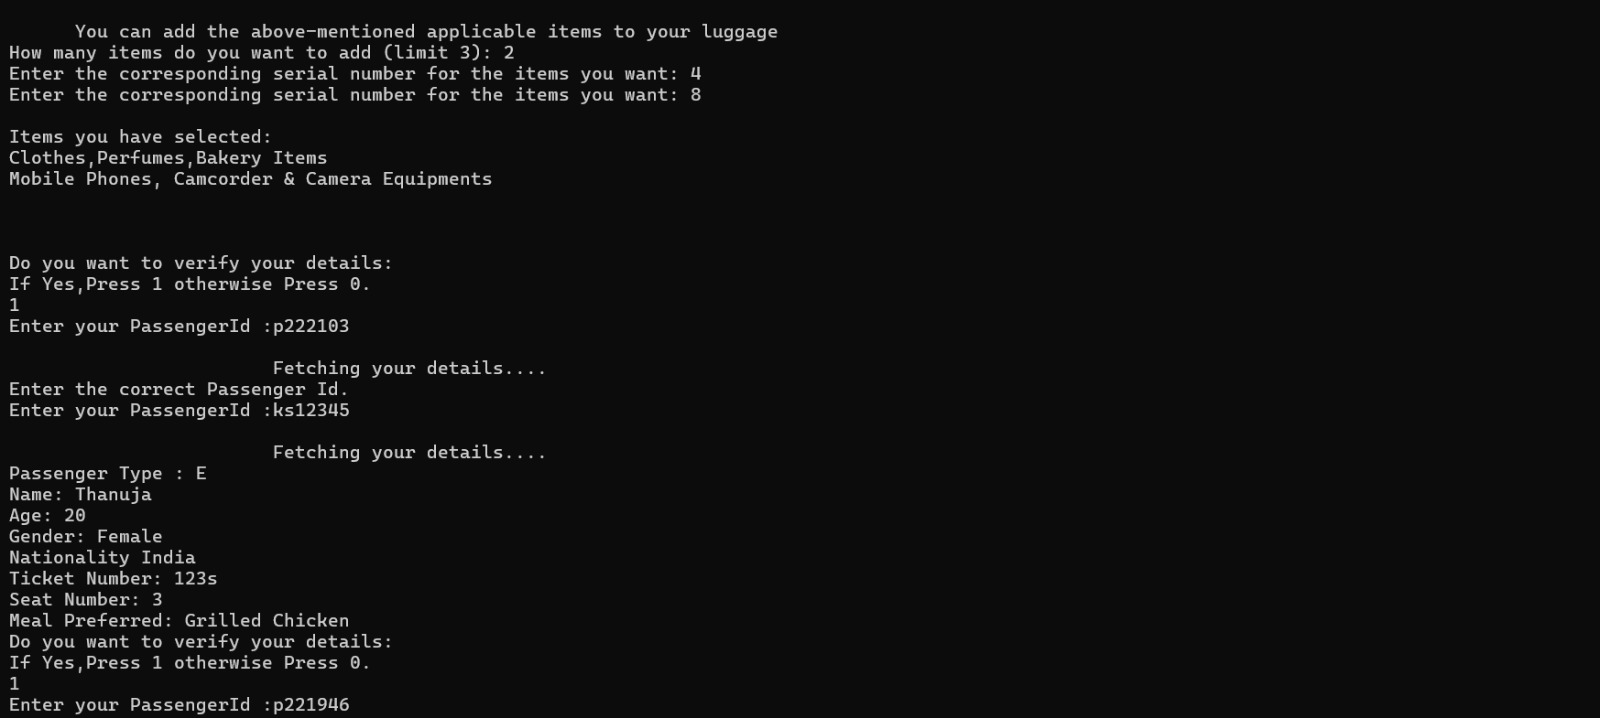 You can add the above-mentioned applicable items to your luggage
How many items do you want to add (limit 3): 2
Enter the corresponding serial number for the items you want: 4
Enter the corresponding serial number for the items you want: 8
Items you have selected:
Clothes,Perfumes,Bakery Items
Mobile Phones, Camcorder & Camera Equipments
Do you want to verify your details:
If Yes,Press 1 otherwise Press 0.
1
Enter your PassengerId :p222103
Fetching your details....
Enter the correct Passenger Id.
Enter your PassengerId :ks12345
Fetching your details....
Passenger Type : E
Name: Thanuja
Age: 20
Gender: Female
Nationality India
Ticket Number: 123s
Seat Number: 3
Meal Preferred: Grilled Chicken
Do you want to verify your details:
If Yes,Press 1 otherwise Press 0.
1
Enter your PassengerId :p221946